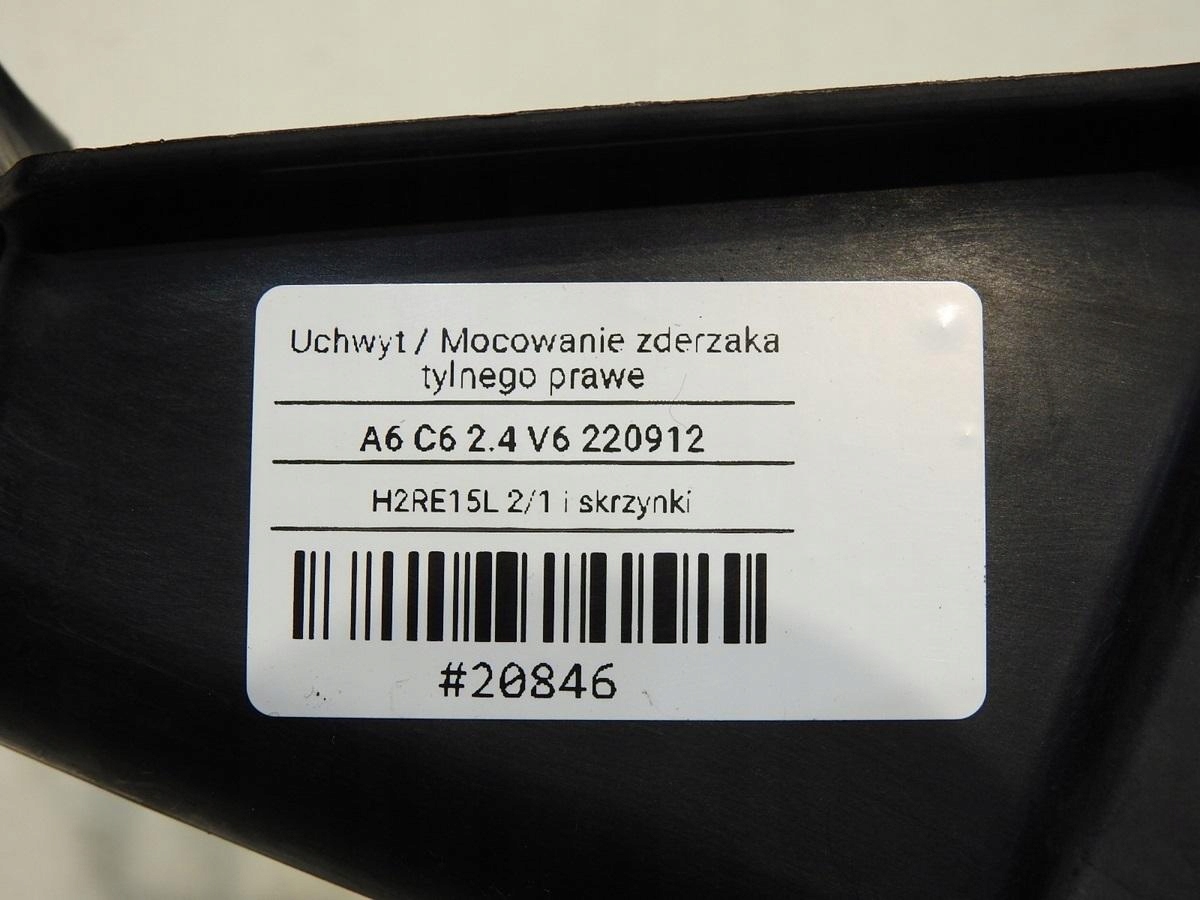 Uchwyt / Mocowanie zderzaka
tylnego prawe
A6 C6 2.4 V6 220912
H2RE15L 2/1 i skrzynki
#20846